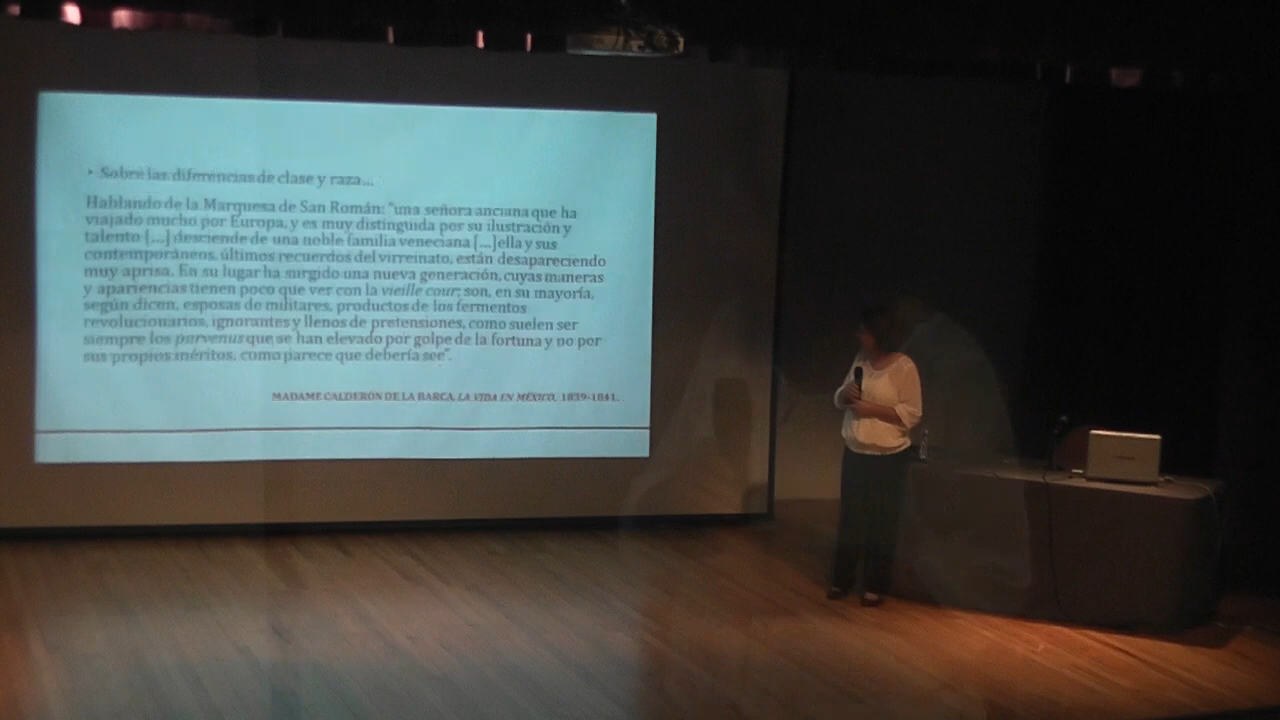 • Sobre las diferencias de clase y raza...
Hablando de la Marquesa de San Román: "una señora anciana que ha
viajado mucho por Europa, y es muy distinguida por su ilustración y
talento [...] desciende de una noble familia veneciana [...]ella y sus
contemporáneos, últimos recuerdos del virreinato, están desapareciendo
muy aprisa. En su lugar ha surgido una nueva generación, cuyas maneras
y apariencias tienen poco que ver con la vieille cour; son, en su mayoría,
según dicen, esposas de militares, productos de los fermentos
revolucionarios, ignorantes y llenos de pretensiones, como suelen ser
siempre los parvenus que se han elevado por golpe de la fortuna y no por
sus propios méritos, como parece que debería ser".
MADAME CALDERÓN DE LA BARCA, LA VIDA EN MÉXICO, 1839-1841.